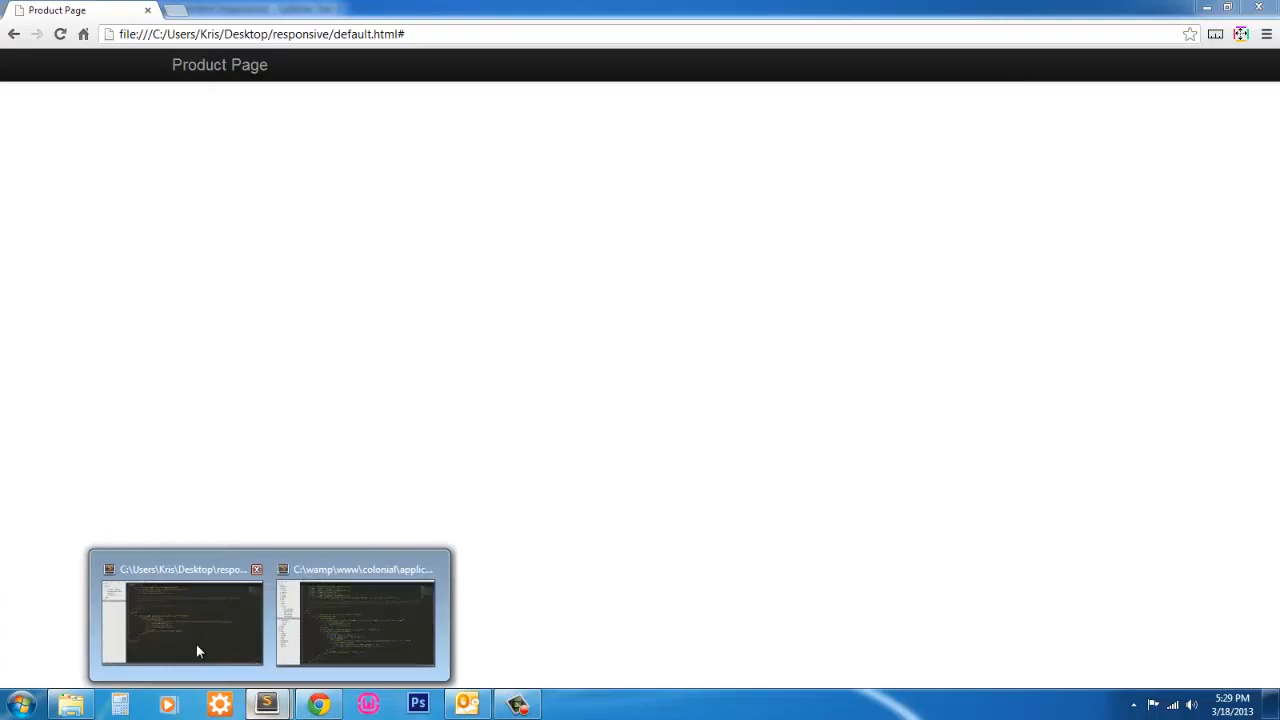 Product Page
file:///C:/Users/Kris/Desktop/responsive/default.html#
Product Page
C:\Users\Kris\Desktop\respo...
C:\wamp\www\colonial\applic...
S
Ps
5:29 PM
3/18/2013